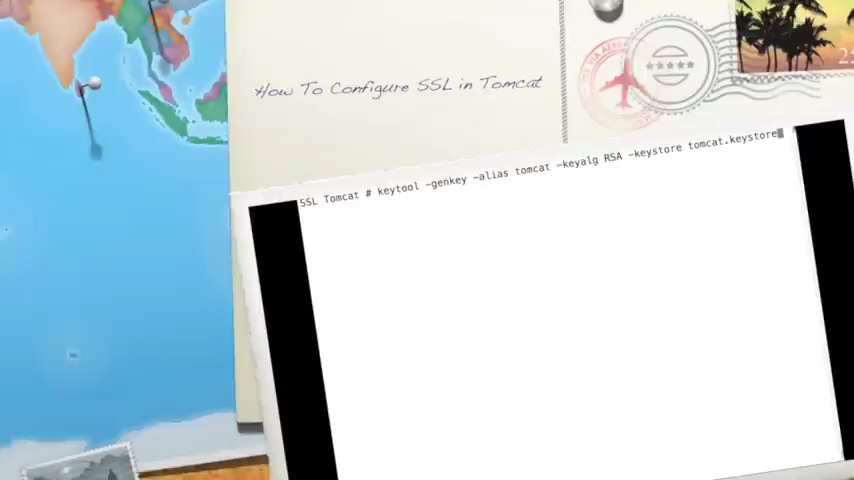 How To Configure SSL in Tomcat
SSL Tomcat # keytool -genkey -alias tomcat -keyalg RSA -keystore tomcat.keystore